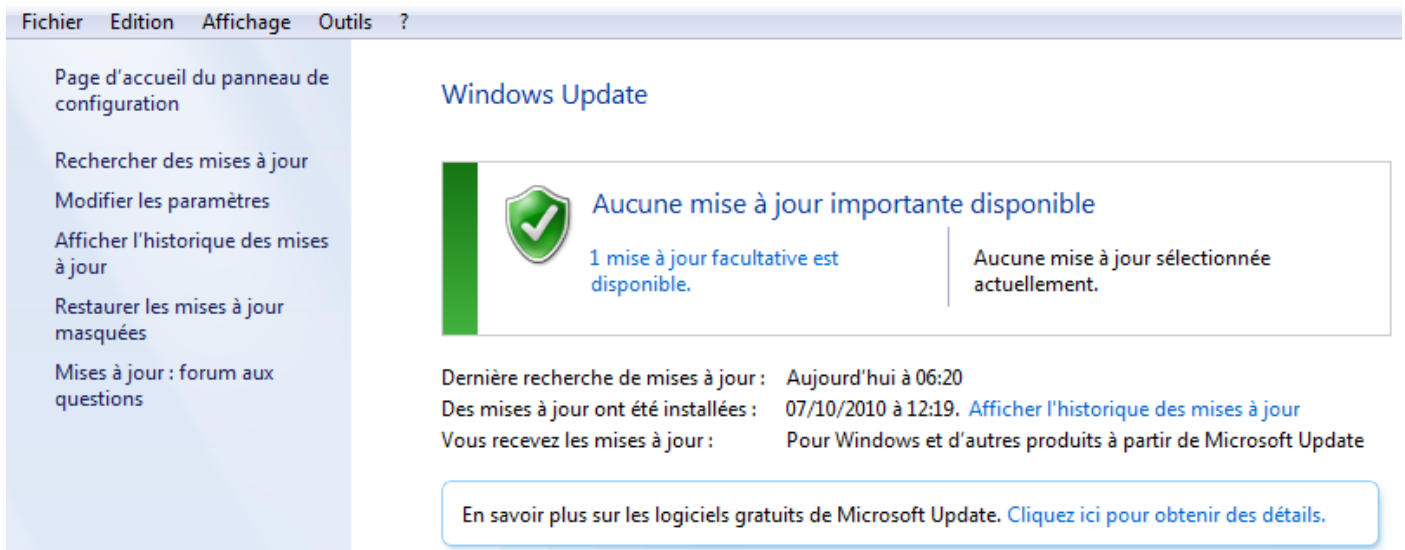 Fichier Edition Affichage Outils ?
Page d'accueil du panneau de
configuration
Rechercher des mises à jour
Modifier les paramètres
Afficher l'historique des mises
à jour
Restaurer les mises à jour
masquées
Mises à jour : forum aux
questions
Windows Update
Aucune mise à jour importante disponible
1 mise à jour facultative est
disponible.
Aucune mise à jour sélectionnée
actuellement.
Dernière recherche de mises à jour : Aujourd'hui à 06:20
Des mises à jour ont été installées : 07/10/2010 à 12:19. Afficher l'historique des mises à jour
Vous recevez les mises à jour : Pour Windows et d'autres produits à partir de Microsoft Update
En savoir plus sur les logiciels gratuits de Microsoft Update. Cliquez ici pour obtenir des détails.